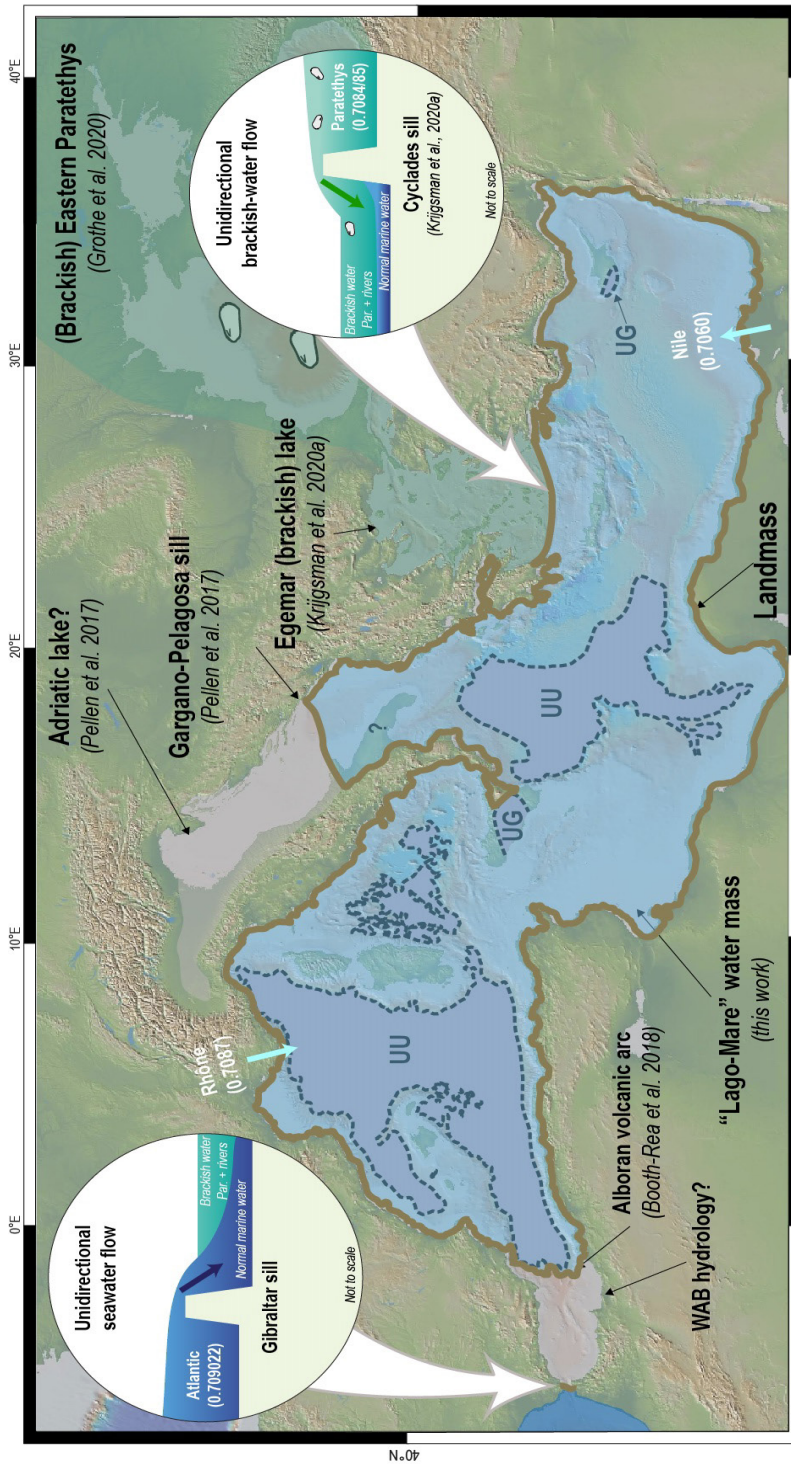 0°E
10°E
20°E
30°E
40°E
40°N
Unidirectional
seawater flow
Atlantic
(0.709022)
Brackish water
Par. + rivers
Normal marine water
Gibraltar sill
Not to scale
Rhône
(0.7087)
Adriatic lake?
(Pellen et al. 2017)
Gargano-Pelagosa sill
(Pellen et al. 2017)
Egemar (brackish) lake
(Krijgsman et al. 2020a)
(Brackish) Eastern Paratethys
(Grothe et al. 2020)
Unidirectional
brackish-water flow
Brackish water
Par. + rivers
Normal marine water
Paratethys
(0.7084/85)
Cyclades sill
(Krijgsman et al., 2020a)
Not to scale
UU
UG
?
UU
UG
Nile
(0.7060)
Landmass
"Lago-Mare" water mass
(this work)
Alboran volcanic arc
(Booth-Rea et al. 2018)
WAB hydrology?